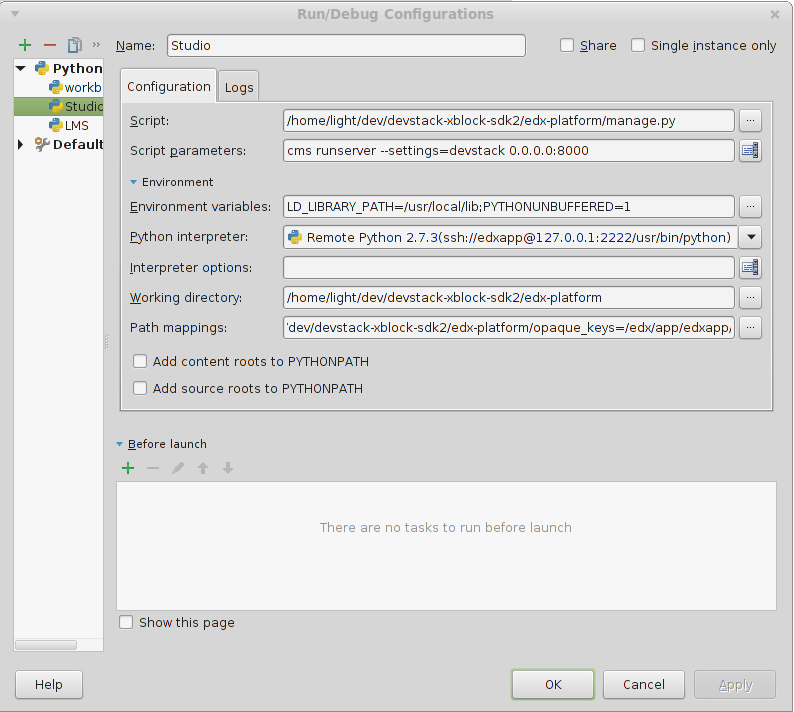 Run/Debug Configurations
Name: Studio Share Single instance only
Python
workb
Studio
LMS
Default
Configuration Logs
Script: /home/light/dev/devstack-xblock-sdk2/edx-platform/manage.py
Script parameters: cms runserver --settings=devstack 0.0.0.0:8000
Environment
Environment variables: LD_LIBRARY_PATH=/usr/local/lib;PYTHONUNBUFFERED=1
Python interpreter: Remote Python 2.7.3(ssh://edxapp@127.0.0.1:2222/usr/bin/python)
Interpreter options:
Working directory: /home/light/dev/devstack-xblock-sdk2/edx-platform
Path mappings: /dev/devstack-xblock-sdk2/edx-platform/opaque_keys=/edx/app/edxapp/
Add content roots to PYTHONPATH
Add source roots to PYTHONPATH
Before launch
There are no tasks to run before launch
Show this page
Help OK Cancel Apply